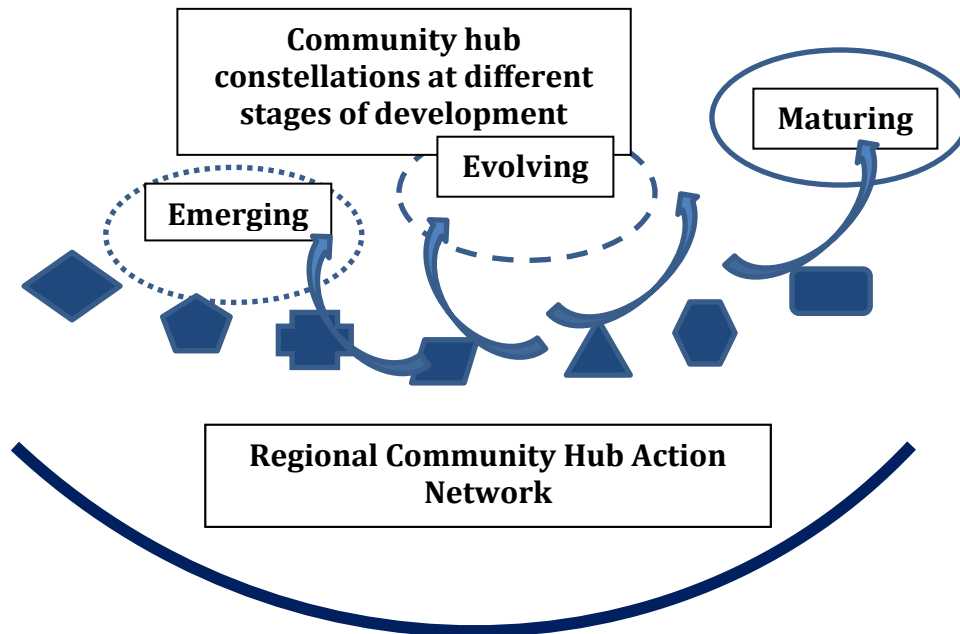 Community hub
constellations at different
stages of development
Maturing
Evolving
Emerging
Regional Community Hub Action
Network